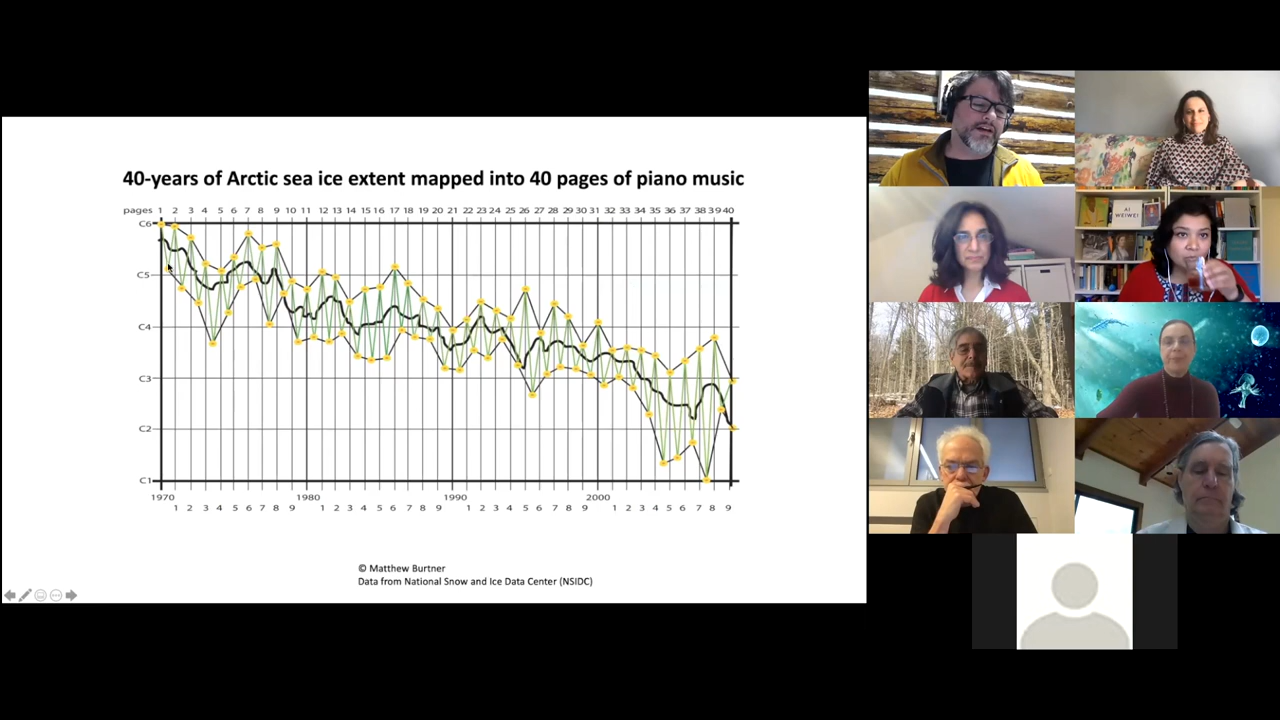 40-years of Arctic sea ice extent mapped into 40 pages of piano music
pages 1 2 3 4 5 6 7 8 9 10 11 12 13 14 15 16 17 18 19 20 21 22 23 24 25 26 27 28 29 30 31 32 33 34 35 36 37 38 39 40
C6
C5
C4
C3
C2
C1
1970 1980 1990 2000
1 2 3 4 5 6 7 8 9 1 2 3 4 5 6 7 8 9 1 2 3 4 5 6 7 8 9 1 2 3 4 5 6 7 8 9
© Matthew Burtner
Data from National Snow and Ice Data Center (NSIDC)
AI
WEIWEI